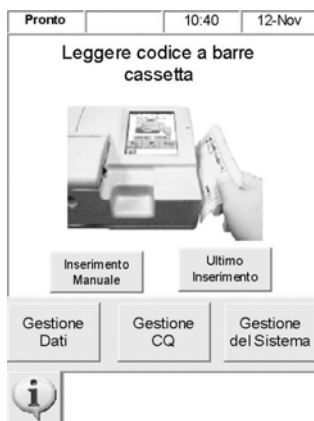 Pronto 10:40 12-Nov
Leggere codice a barre
cassetta
Inserimento
Manuale
Ultimo
Inserimento
Gestione
Dati
Gestione
CQ
Gestione
del Sistema
i